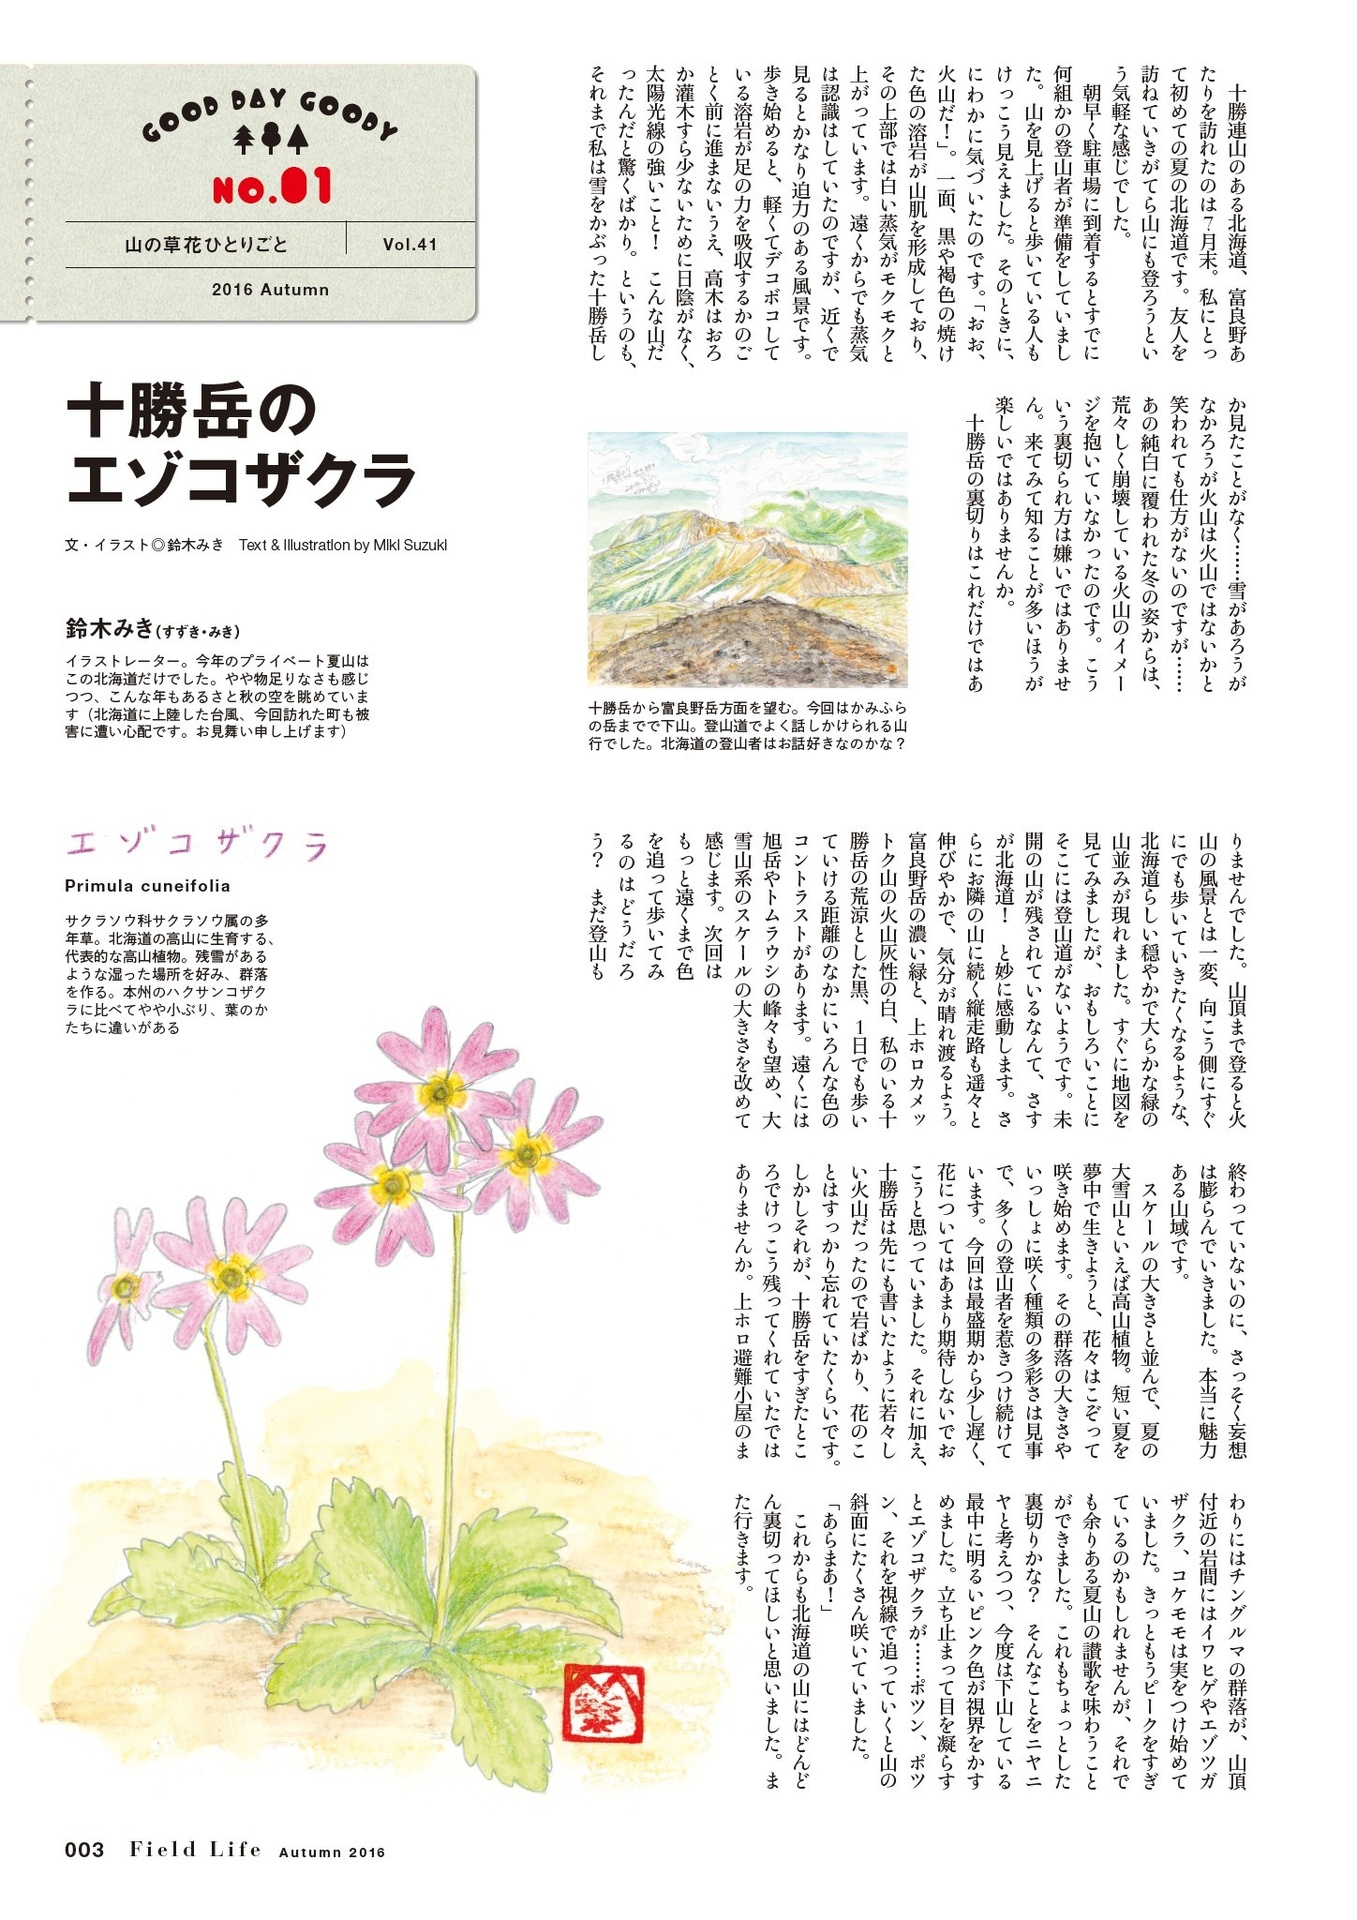 GOOD DAY GOODY
NO.01
山の草花ひとりごと
Vol.41
2016 Autumn
十勝岳の
エゾコザクラ
文・イラスト◎鈴木みき　Text & Illustration by Miki Suzuki
鈴木みき(すずき・みき)
イラストレーター。今年のプライベート夏山は
この北海道だけでした。やや物足りなさも感じ
つつ、こんな年もあるさと秋の空を眺めていま
す（北海道に上陸した台風、今回訪れた町も被
害に遭い心配です。お見舞い申し上げます）
十勝連山のある北海道、富良野あ
たりを訪れたのは７月末。私にとっ
て初めての夏の北海道です。友人を
訪ねていきがてら山にも登ろうとい
う気軽な感じでした。
朝早く駐車場に到着するとすでに
何組かの登山者が準備をしていまし
た。山を見上げると歩いている人も
けっこう見えました。そのときに、
にわかに気づいたのです。「おお、
火山だ！」。一面、黒や褐色の焼け
た色の溶岩が山肌を形成しており、
その上部では白い蒸気がモクモクと
上がっています。遠くからでも蒸気
は認識はしていたのですが、近くで
見るとかなり迫力のある風景です。
歩き始めると、軽くてデコボコして
いる溶岩が足の力を吸収するかのご
とく前に進まないうえ、高木はおろ
か灌木すら少ないために日陰がなく、
太陽光線の強いこと！　こんな山だ
ったんだと驚くばかり。というのも、
それまで私は雪をかぶった十勝岳し
か見たことがなく……雪があろうが
なかろうが火山は火山ではないかと
笑われても仕方がないのですが……
あの純白に覆われた冬の姿からは、
荒々しく崩壊している火山のイメー
ジを抱いていなかったのです。こう
いう裏切られ方は嫌いではありませ
ん。来てみて知ることが多いほうが
楽しいではありませんか。
十勝岳の裏切りはこれだけではあ
十勝岳から富良野岳方面を望む。今回はかみふら
の岳までで下山。登山道でよく話しかけられる山
行でした。北海道の登山者はお話好きなのかな？
りませんでした。山頂まで登ると火
山の風景とは一変、向こう側にすぐ
にでも歩いていきたくなるような、
北海道らしい穏やかで大らかな緑の
山並みが現れました。すぐに地図を
見てみましたが、おもしろいことに
そこには登山道がないようです。未
開の山が残されているなんて、さす
が北海道！　と妙に感動します。さ
らにお隣の山に続く縦走路も遥々と
伸びやかで、気分が晴れ渡るよう。
富良野岳の濃い緑と、上ホロカメッ
トク山の火山灰性の白、私のいる十
勝岳の荒涼とした黒、１日でも歩い
ていける距離のなかにいろんな色の
コントラストがあります。遠くには
旭岳やトムラウシの峰々も望め、大
雪山系のスケールの大きさを改めて
感じます。次回は
もっと遠くまで色
を追って歩いてみ
るのはどうだろ
う？　まだ登山も
終わっていないのに、さっそく妄想
は膨らんでいきました。本当に魅力
ある山域です。
スケールの大きさと並んで、夏の
大雪山といえば高山植物。短い夏を
夢中で生きようと、花々はこぞって
咲き始めます。その群落の大きさや
いっしょに咲く種類の多彩さは見事
で、多くの登山者を惹きつけ続けて
います。今回は最盛期から少し遅く、
花についてはあまり期待しないでお
こうと思っていました。それに加え、
十勝岳は先にも書いたように若々し
い火山だったので岩ばかり、花のこ
とはすっかり忘れていたくらいです。
しかしそれが、十勝岳をすぎたとこ
ろでけっこう残ってくれていたでは
ありませんか。上ホロ避難小屋のま
わりにはチングルマの群落が、山頂
付近の岩間にはイワヒゲやエゾツガ
ザクラ、コケモモは実をつけ始めて
いました。きっともうピークをすぎ
ているのかもしれませんが、それで
も余りある夏山の讃歌を味わうこと
ができました。これもちょっとした
裏切りかな？　そんなことをニヤニ
ヤと考えつつ、今度は下山している
最中に明るいピンク色が視界をかす
めました。立ち止まって目を凝らす
とエゾコザクラが……ポツン、ポツ
ン、それを視線で追っていくと山の
斜面にたくさん咲いていました。
「あらまあ！」
これからも北海道の山にはどんど
ん裏切ってほしいと思いました。ま
た行きます。
エゾコザクラ
Primula cuneifolia
サクラソウ科サクラソウ属の多
年草。北海道の高山に生育する、
代表的な高山植物。残雪がある
ような湿った場所を好み、群落
を作る。本州のハクサンコザク
ラに比べてやや小ぶり、葉のか
たちに違いがある
003 Field Life Autumn 2016